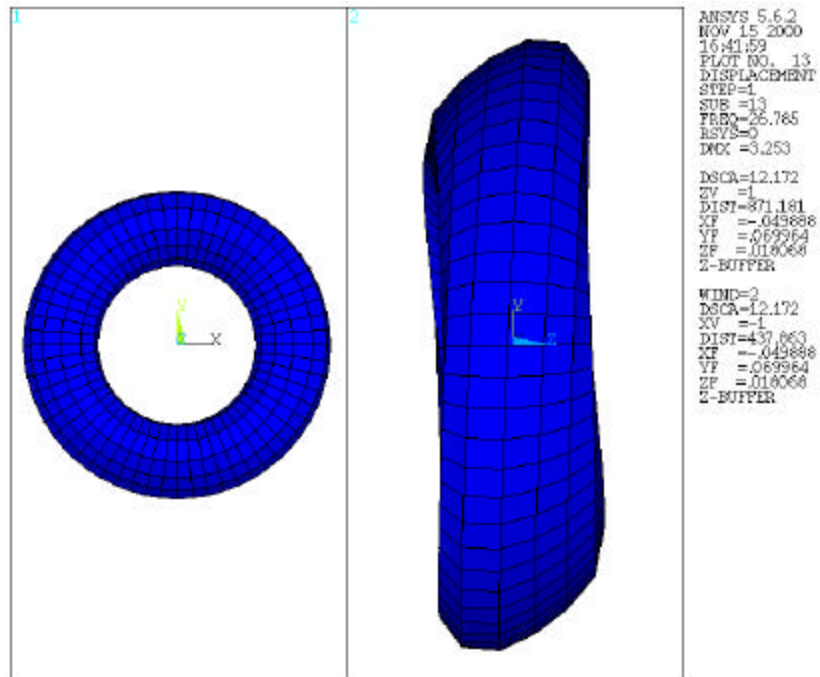 1
2
Y
Z X
Y
Z
ANSYS 5.6.2
NOV 15 2000
16:41:59
PLOT NO. 13
DISPLACEMENT
STEP=1
SUB =13
FREQ=26.785
RSYS=0
DMX =3.253
DSCA=12.172
ZV =1
DIST=871.181
XF =-.049888
YF =.069964
ZF =.018068
Z-BUFFER
WIND=2
DSCA=12.172
XV =-1
DIST=437.863
XF =-.049888
YF =.069964
ZF =.018068
Z-BUFFER